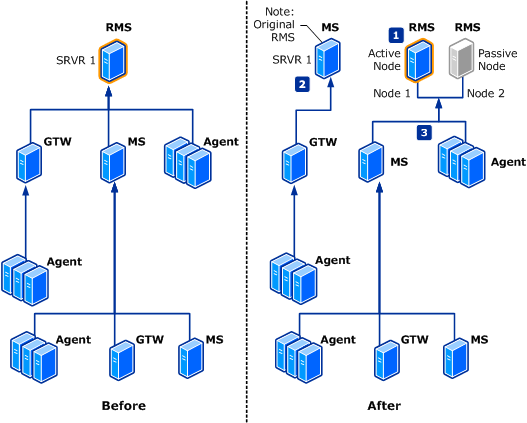 RMS
SRVR 1
GTW
MS
Agent
Agent
Agent
GTW
MS
Before
Note:
Original
RMS
MS
SRVR 1
2
GTW
Agent
1
RMS
RMS
Active
Node
Passive
Node
Node 1
Node 2
3
MS
Agent
Agent
GTW
MS
After